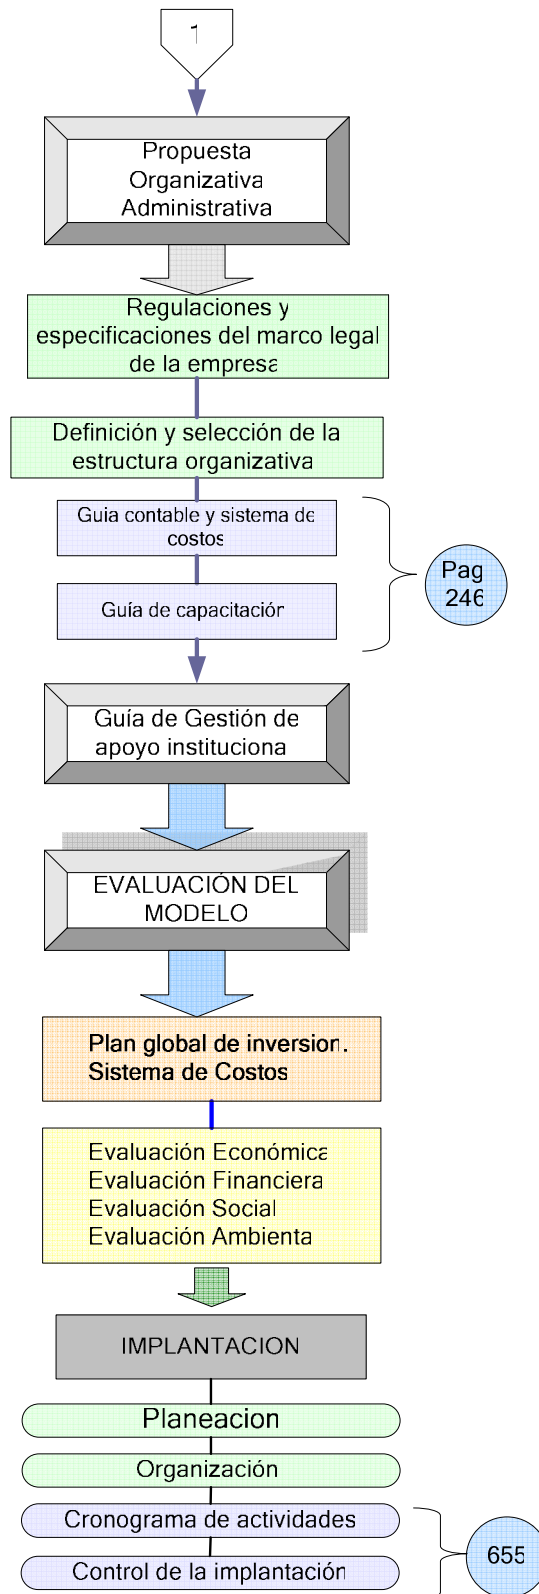 1
Propuesta
Organizativa
Administrativa
Regulaciones y
especificaciones del marco legal
de la empresa
Definición y selección de la
estructura organizativa
Guia contable y sistema de
costos
Guía de capacitación
Pag
246
Guía de Gestión de
apoyo instituciona
EVALUACIÓN DEL
MODELO
Plan global de inversion.
Sistema de Costos
Evaluación Económica
Evaluación Financiera
Evaluación Social
Evaluación Ambienta
IMPLANTACION
Planeacion
Organización
Cronograma de actividades
Control de la implantación
655